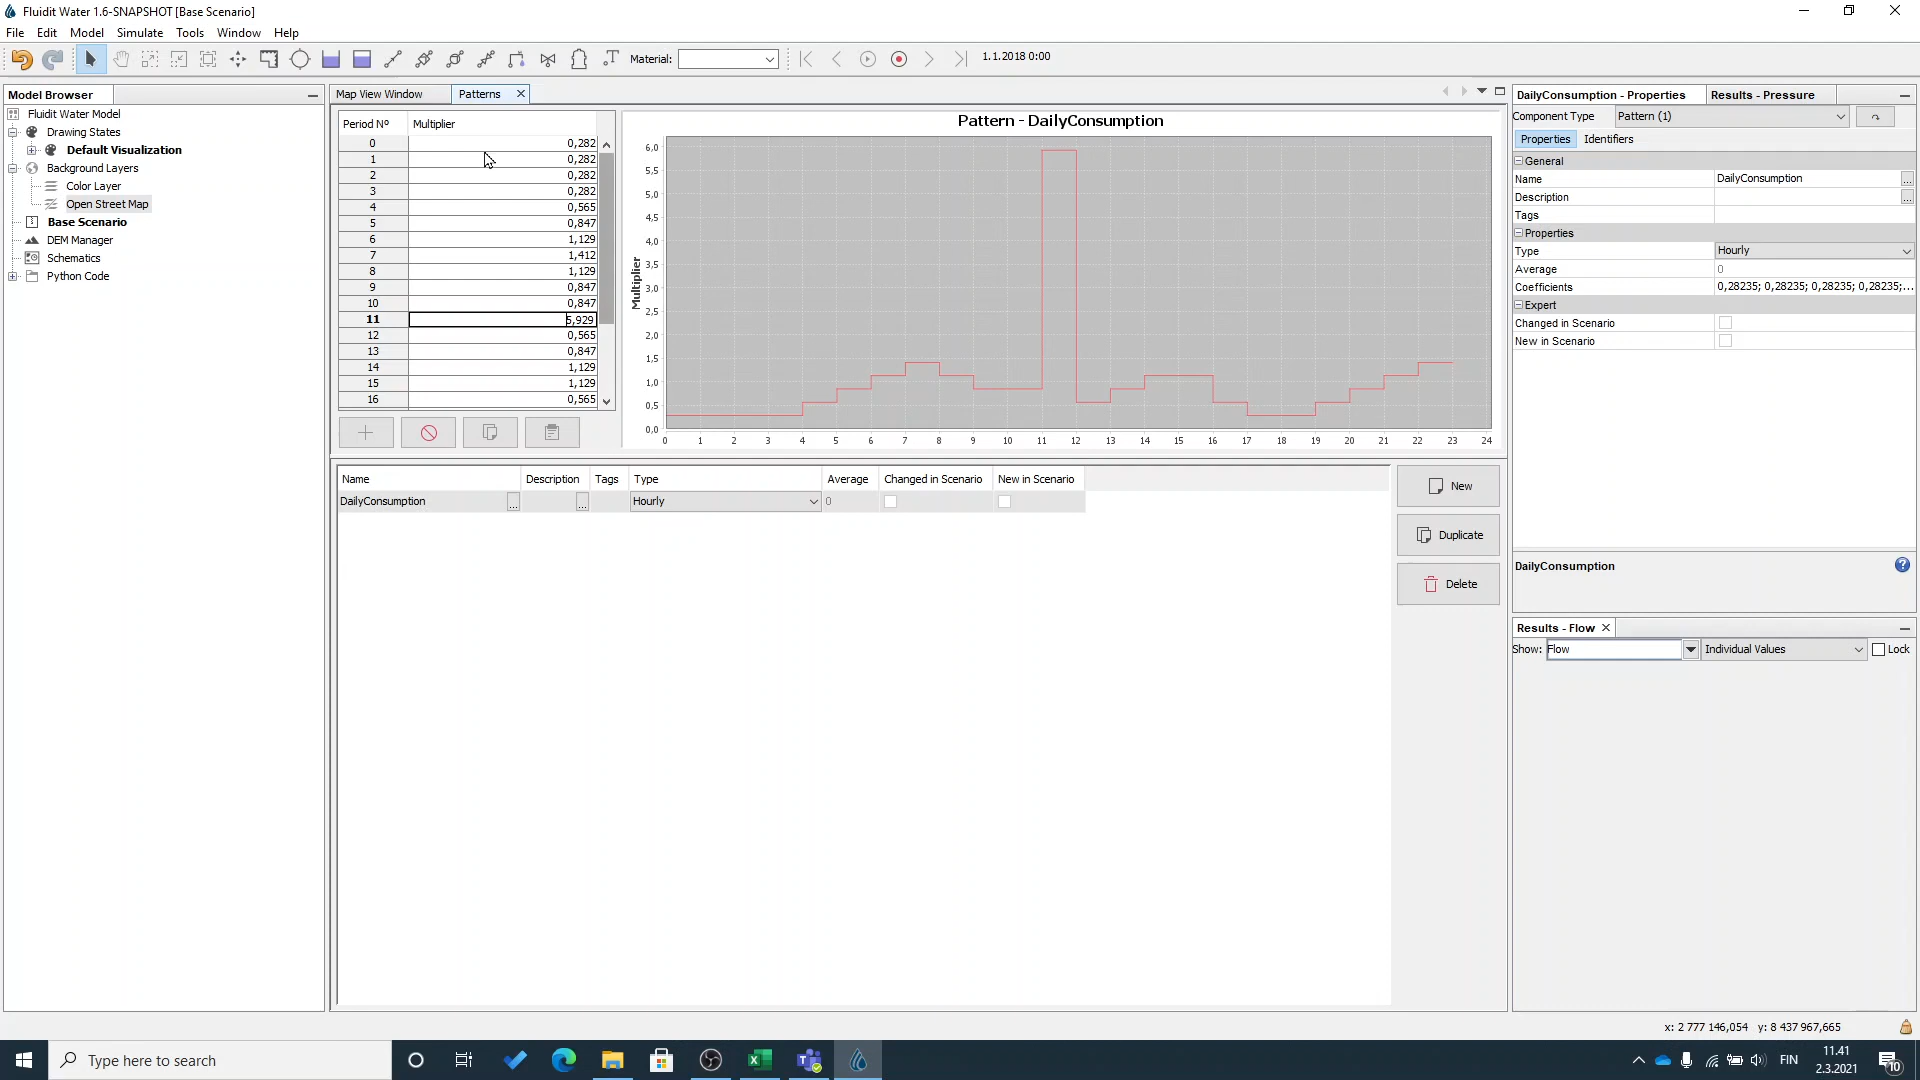 Fluidit Water 1.6-SNAPSHOT [Base Scenario]
File Edit Model Simulate Tools Window Help
Material: 1.1.2018 0:00
Model Browser
Fluidit Water Model
Drawing States
Default Visualization
Background Layers
Color Layer
Open Street Map
Base Scenario
DEM Manager
Schematics
Python Code
Map View Window Patterns
Period Nº Multiplier
0 0,282
1 0,282
2 0,282
3 0,282
4 0,565
5 0,847
6 1,129
7 1,412
8 1,129
9 0,847
10 0,847
11 5,929
12 0,565
13 0,847
14 1,129
15 1,129
16 0,565
Pattern - DailyConsumption
Multiplier
6,0
5,5
5,0
4,5
4,0
3,5
3,0
2,5
2,0
1,5
1,0
0,5
0,0
0 1 2 3 4 5 6 7 8 9 10 11 12 13 14 15 16 17 18 19 20 21 22 23 24
Name Description Tags Type Average Changed in Scenario New in Scenario
DailyConsumption ... ... Hourly 0
New
Duplicate
Delete
DailyConsumption - Properties Results - Pressure
Component Type Pattern (1)
Properties Identifiers
General
Name DailyConsumption ...
Description ...
Tags
Properties
Type Hourly
Average 0
Coefficients 0,28235; 0,28235; 0,28235; 0,28235;...
Expert
Changed in Scenario
New in Scenario
DailyConsumption
Results - Flow
Show: Flow Individual Values Lock
x: 2 777 146,054 y: 8 437 967,665
Type here to search
FIN
11.41
2.3.2021
10